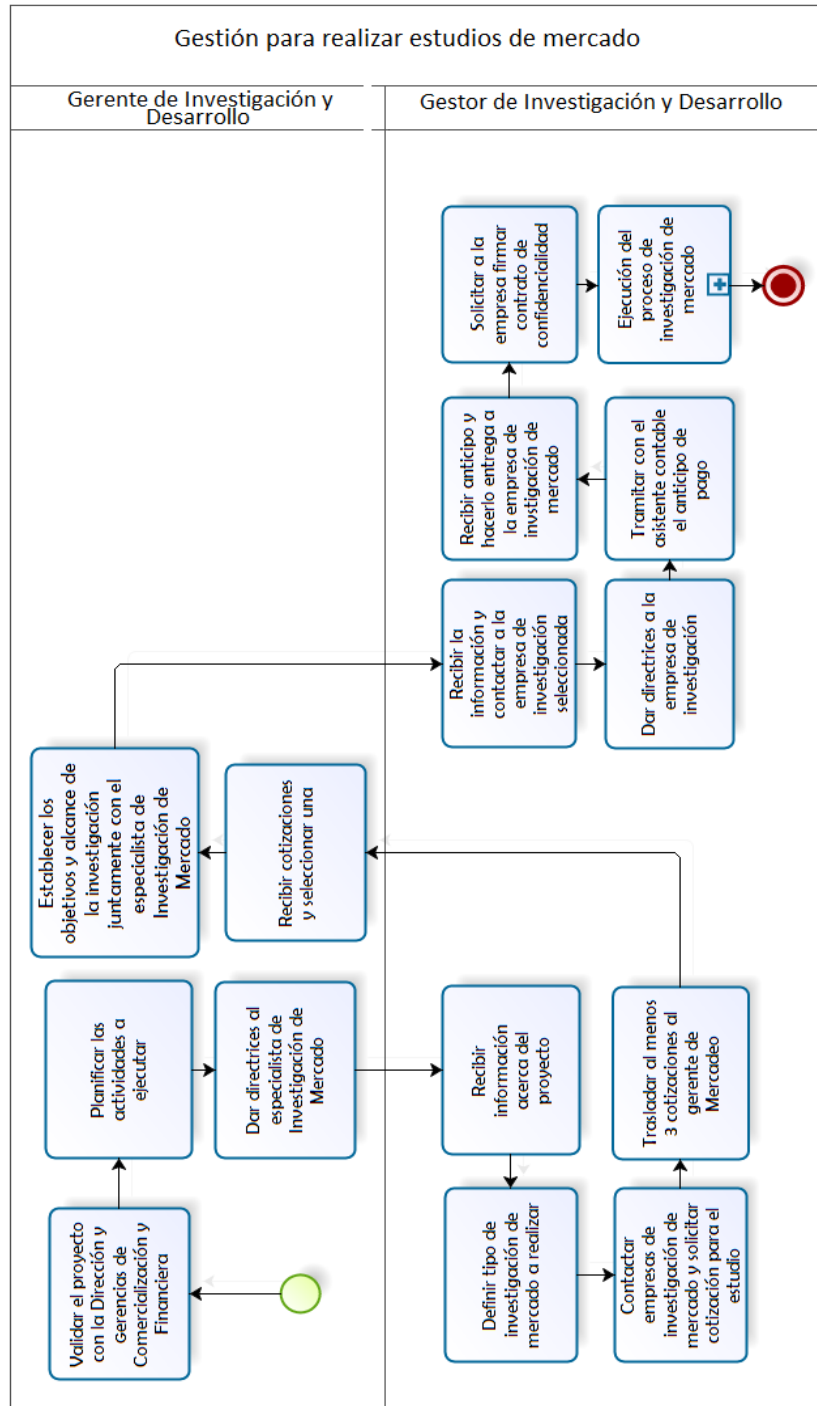 Gestión para realizar estudios de mercado
Gerente de Investigación y
Desarrollo
Gestor de Investigación y Desarrollo
Validar el proyecto
con la Dirección y
Gerencias de
Comercialización y
Financiera
Planificar las
actividades a
ejecutar
Dar directrices al
especialista de
Investigación de
Mercado
Recibir
información
acerca del
proyecto
Definir tipo de
investigación de
mercado a realizar
Contactar
empresas de
investigación de
mercado y solicitar
cotización para el
estudio
Trasladar al menos
3 cotizaciones al
gerente de
Mercadeo
Recibir cotizaciones
y seleccionar una
Establecer los
objetivos y alcance de
la investigación
juntamente con el
especialista de
Investigación de
Mercado
Recibir la
información y
contactar a la
empresa de
investigación
seleccionada
Dar directrices a la
empresa de
investigación
Tramitar con el
asistente contable
el anticipo de
pago
Recibir anticipo y
hacerlo entrega a
la empresa de
invstigación de
mercado
Solicitar a la
empresa firmar
contrato de
confidencialidad
Ejecución del
proceso de
investigación de
mercado